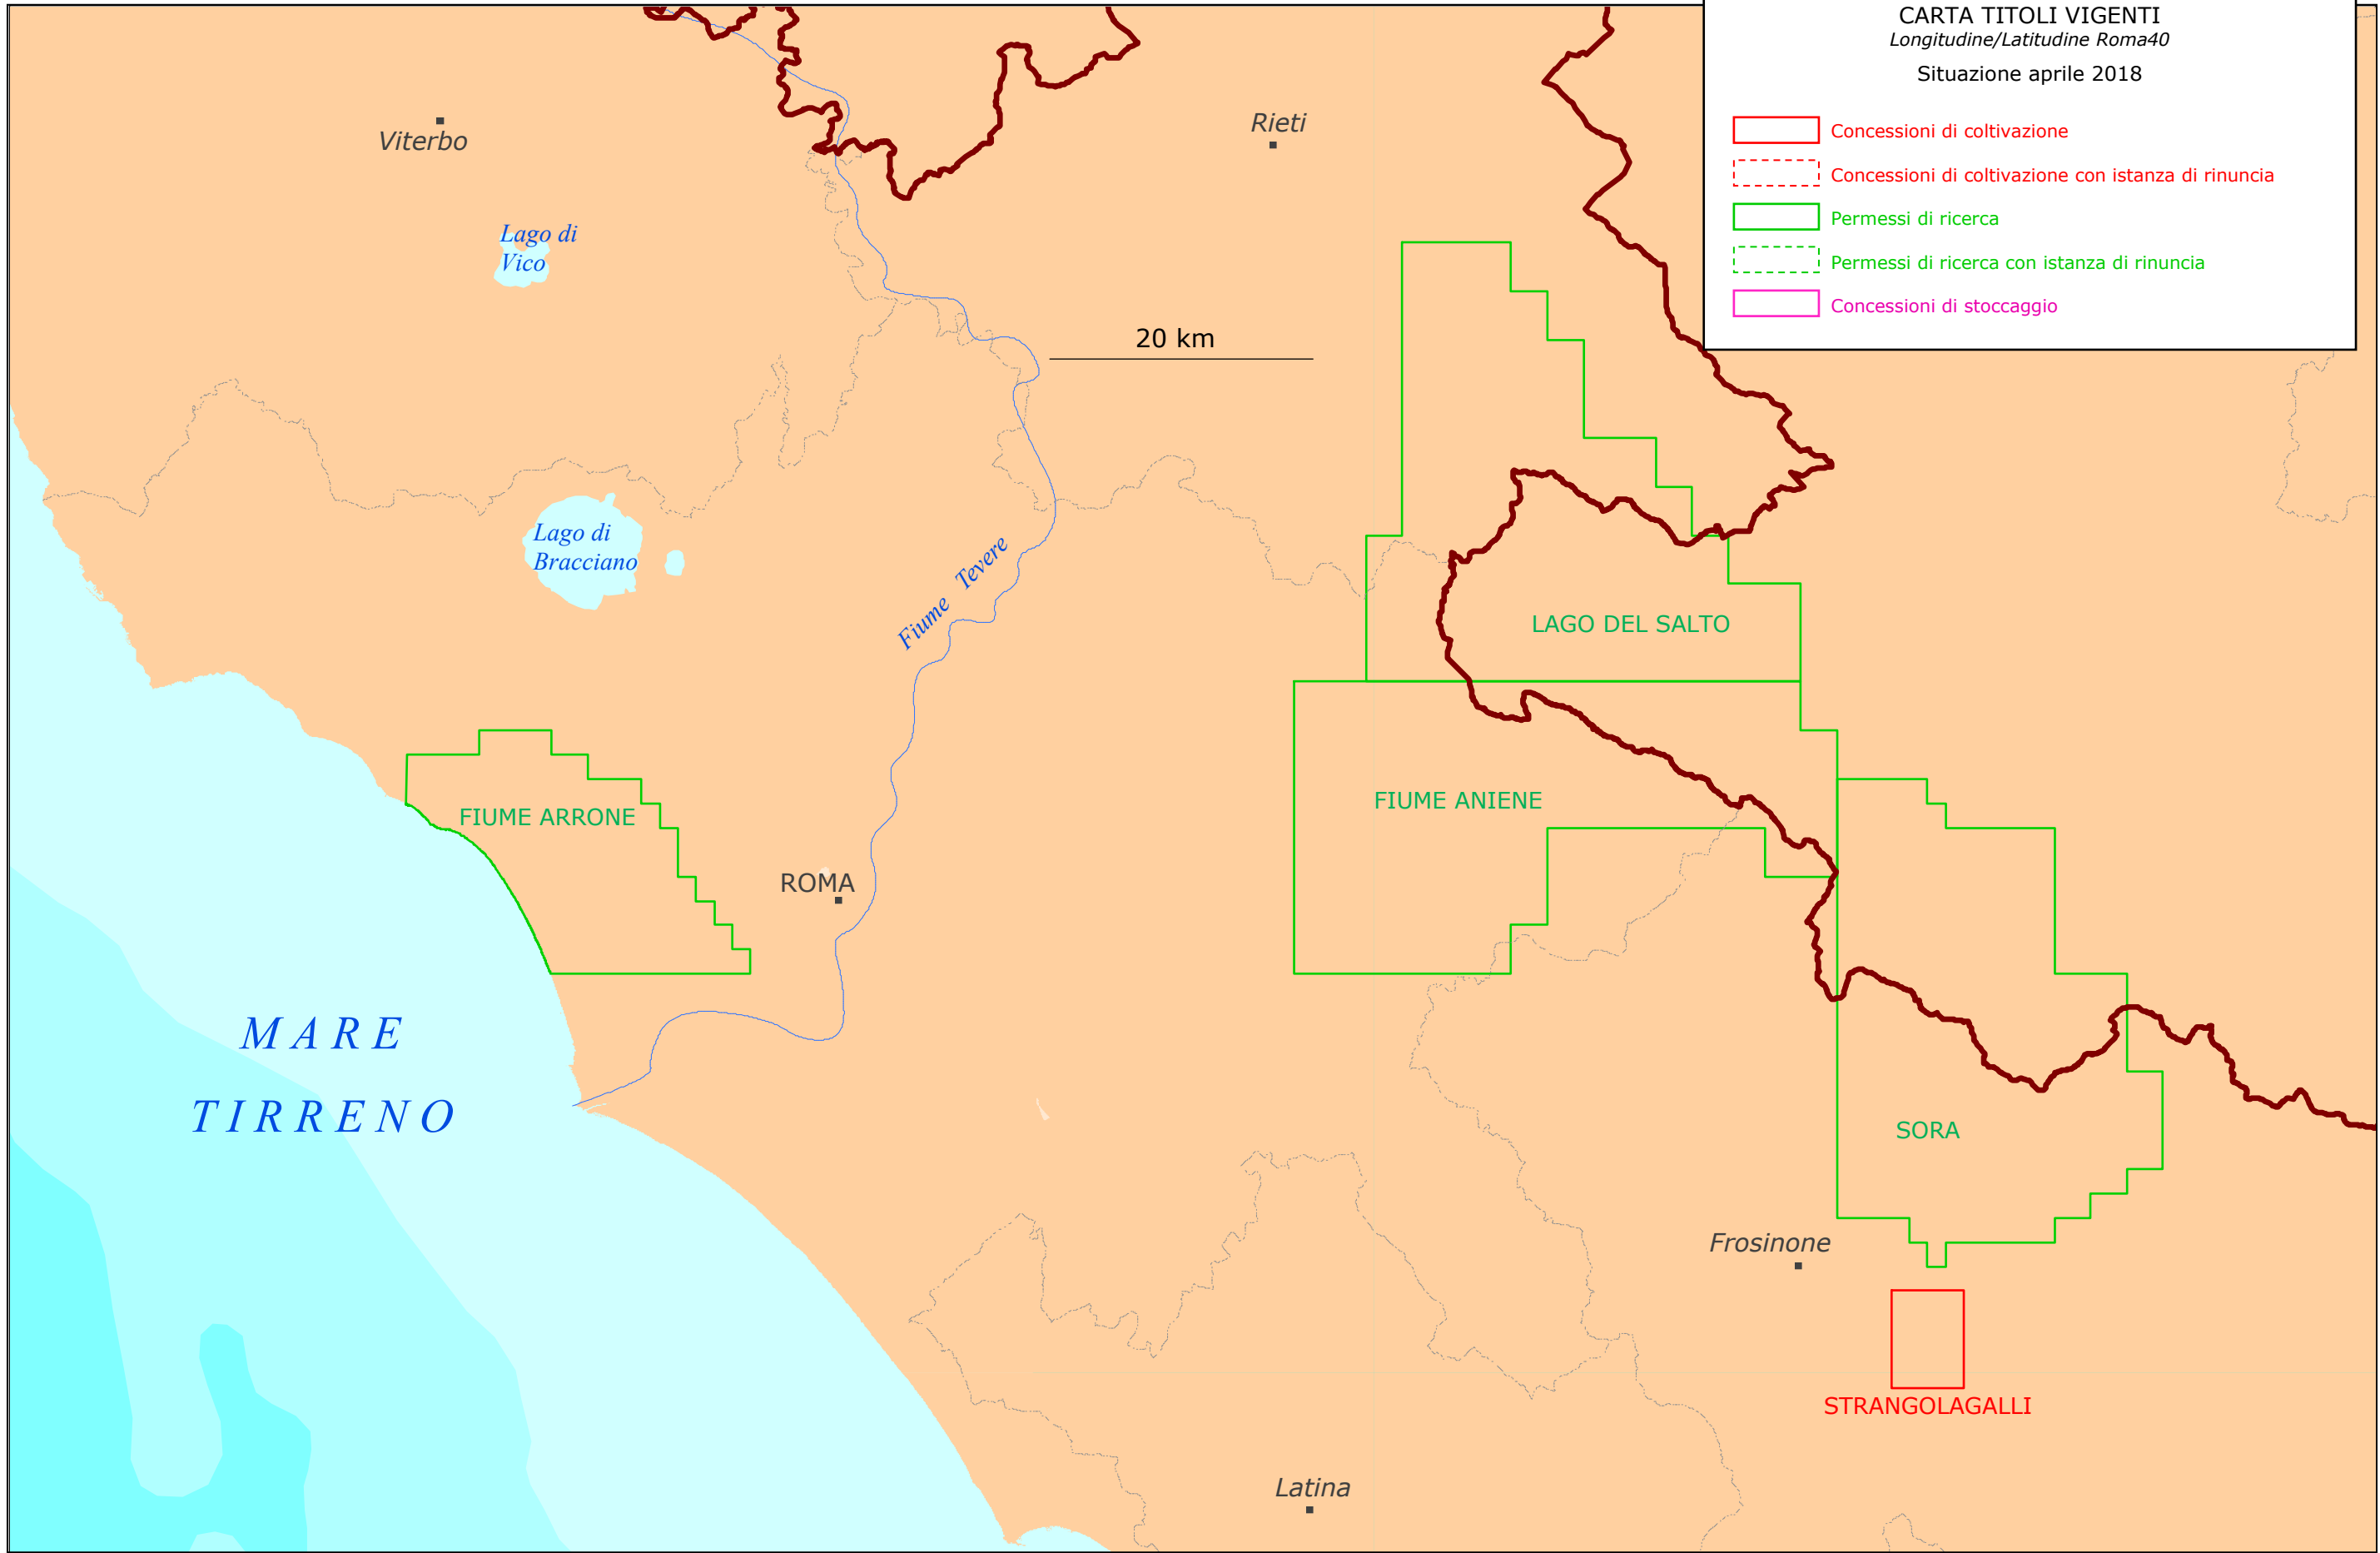 CARTA TITOLI VIGENTI
Longitudine/Latitudine Roma40
Situazione aprile 2018
Concessioni di coltivazione
Concessioni di coltivazione con istanza di rinuncia
Permessi di ricerca
Permessi di ricerca con istanza di rinuncia
Concessioni di stoccaggio
Viterbo
Rieti
Lago di
Vico
20 km
Lago di
Bracciano
Fiume Tevere
LAGO DEL SALTO
FIUME ARRONE
FIUME ANIENE
ROMA
MARE
TIRRENO
SORA
Frosinone
STRANGOLAGALLI
Latina